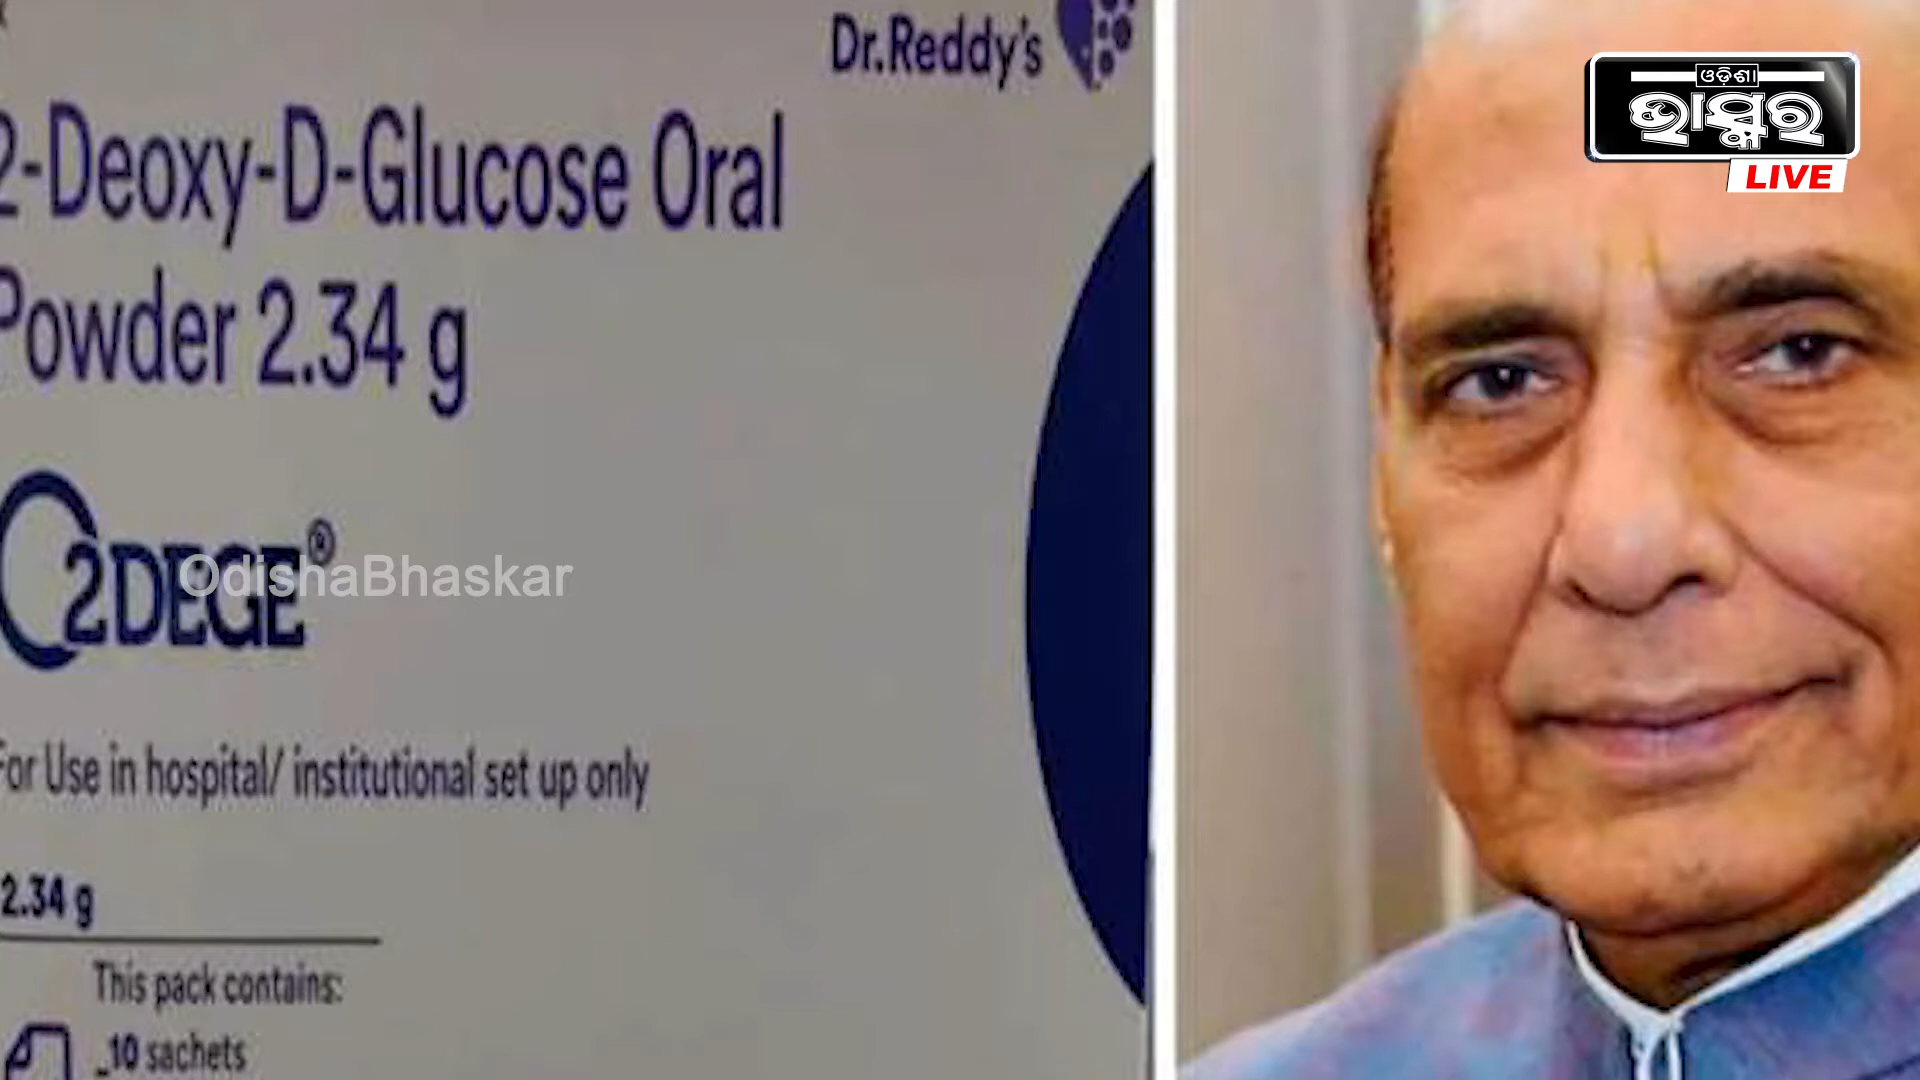 Dr.Reddy's
2-Deoxy-D-Glucose Oral
Powder 2.34 g
2DEGE®
OdishaBhaskar
For Use in hospital/ institutional set up only
2.34 g
This pack contains:
10 sachets
ଓଡ଼ିଶା
ଭାସ୍କର
LIVE